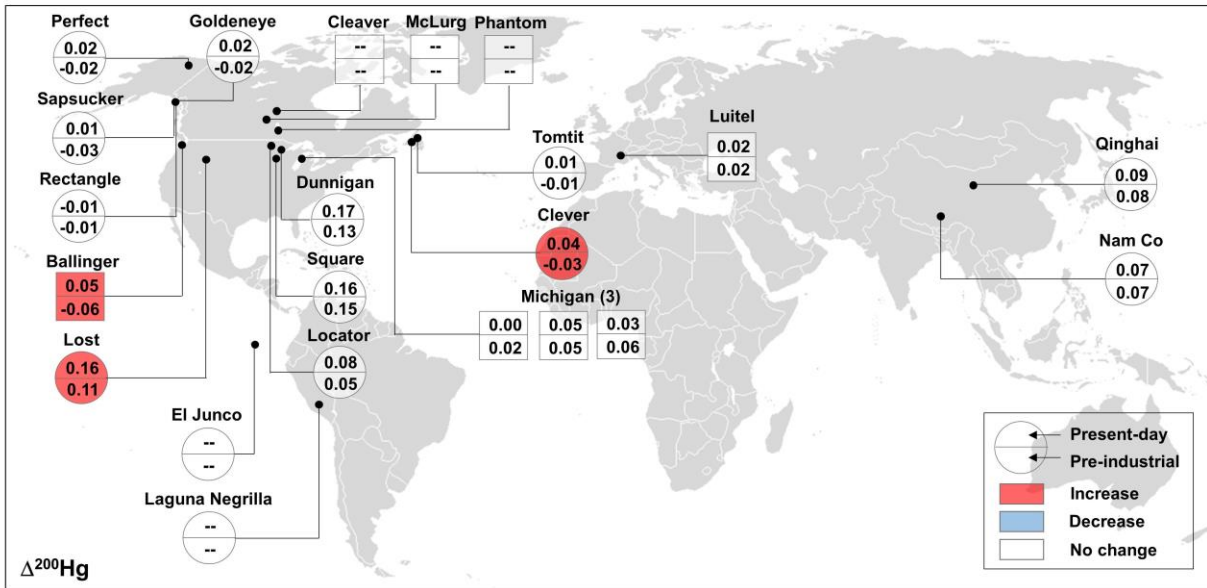 Perfect
0.02
-0.02
Goldeneye
0.02
-0.02
Cleaver
--
--
McLurg
--
--
Phantom
--
--
Sapsucker
0.01
-0.03
Tomtit
0.01
-0.01
Luitel
0.02
0.02
Qinghai
0.09
0.08
Rectangle
-0.01
-0.01
Dunnigan
0.17
0.13
Clever
0.04
-0.03
Nam Co
0.07
0.07
Ballinger
0.05
-0.06
Square
0.16
0.15
Michigan (3)
0.00 0.05 0.03
0.02 0.05 0.06
Lost
0.16
0.11
Locator
0.08
0.05
El Junco
--
--
Laguna Negrilla
--
--
Present-day
Pre-industrial
Increase
Decrease
No change
Δ²⁰⁰Hg